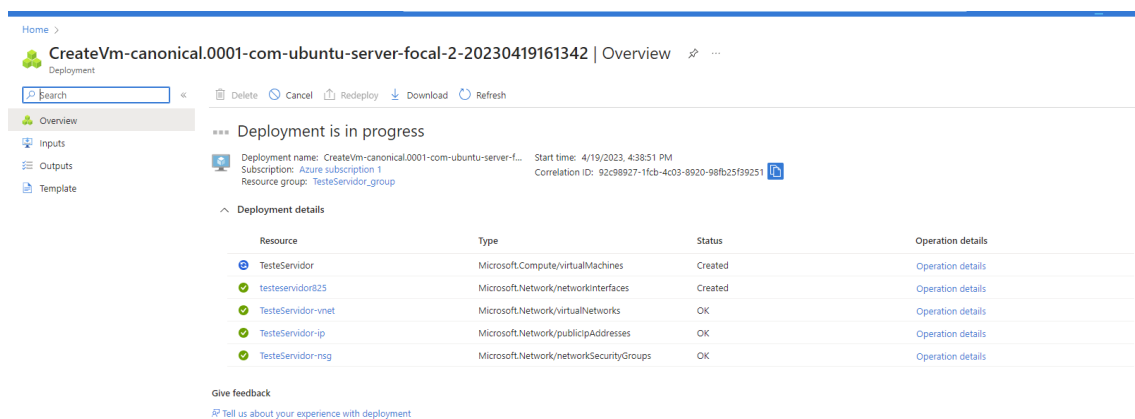 Home >
CreateVm-canonical.0001-com-ubuntu-server-focal-2-20230419161342 | Overview
Deployment
Search
Delete Cancel Redeploy Download Refresh
Overview
Inputs
Outputs
Template
Deployment is in progress
Deployment name: CreateVm-canonical.0001-com-ubuntu-server-f... Start time: 4/19/2023, 4:38:51 PM
Subscription: Azure subscription 1 Correlation ID: 92c98927-1fcb-4c03-8920-98fb25f39251
Resource group: TesteServidor_group
Deployment details
Resource Type Status Operation details
TesteServidor Microsoft.Compute/virtualMachines Created Operation details
testeservidor825 Microsoft.Network/networkInterfaces Created Operation details
TesteServidor-vnet Microsoft.Network/virtualNetworks OK Operation details
TesteServidor-ip Microsoft.Network/publicIpAddresses OK Operation details
TesteServidor-nsg Microsoft.Network/networkSecurityGroups OK Operation details
Give feedback
Tell us about your experience with deployment